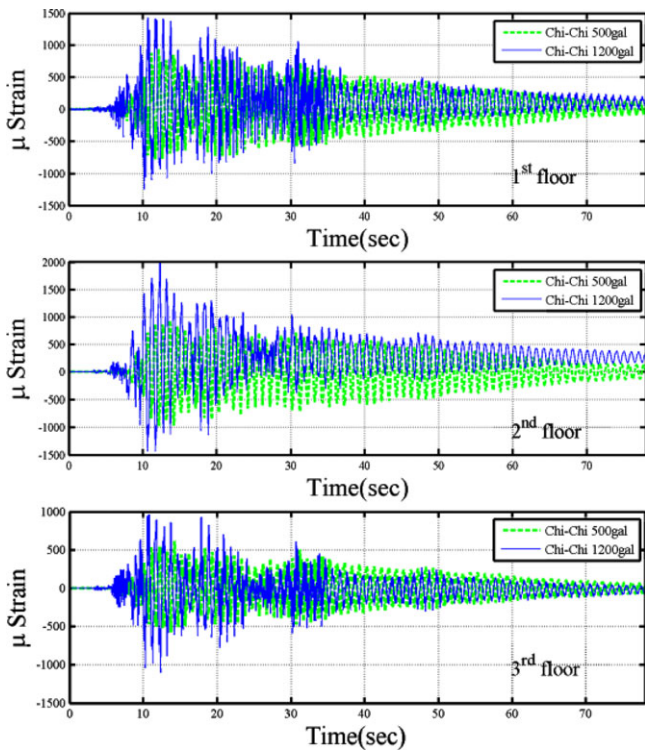 1500
Chi-Chi 500gal
1000
Chi-Chi 1200gal
500
0
-500
-1000
1st floor
-1500
0 10 20 30 40 50 60 70
Time(sec)
μ Strain
2000
Chi-Chi 500gal
1500
Chi-Chi 1200gal
1000
500
0
-500
-1000
2nd floor
-1500
0 10 20 30 40 50 60 70
Time(sec)
μ Strain
1000
Chi-Chi 500gal
500
Chi-Chi 1200gal
0
-500
-1000
3rd floor
-1500
0 10 20 30 40 50 60 70
Time(sec)
μ Strain